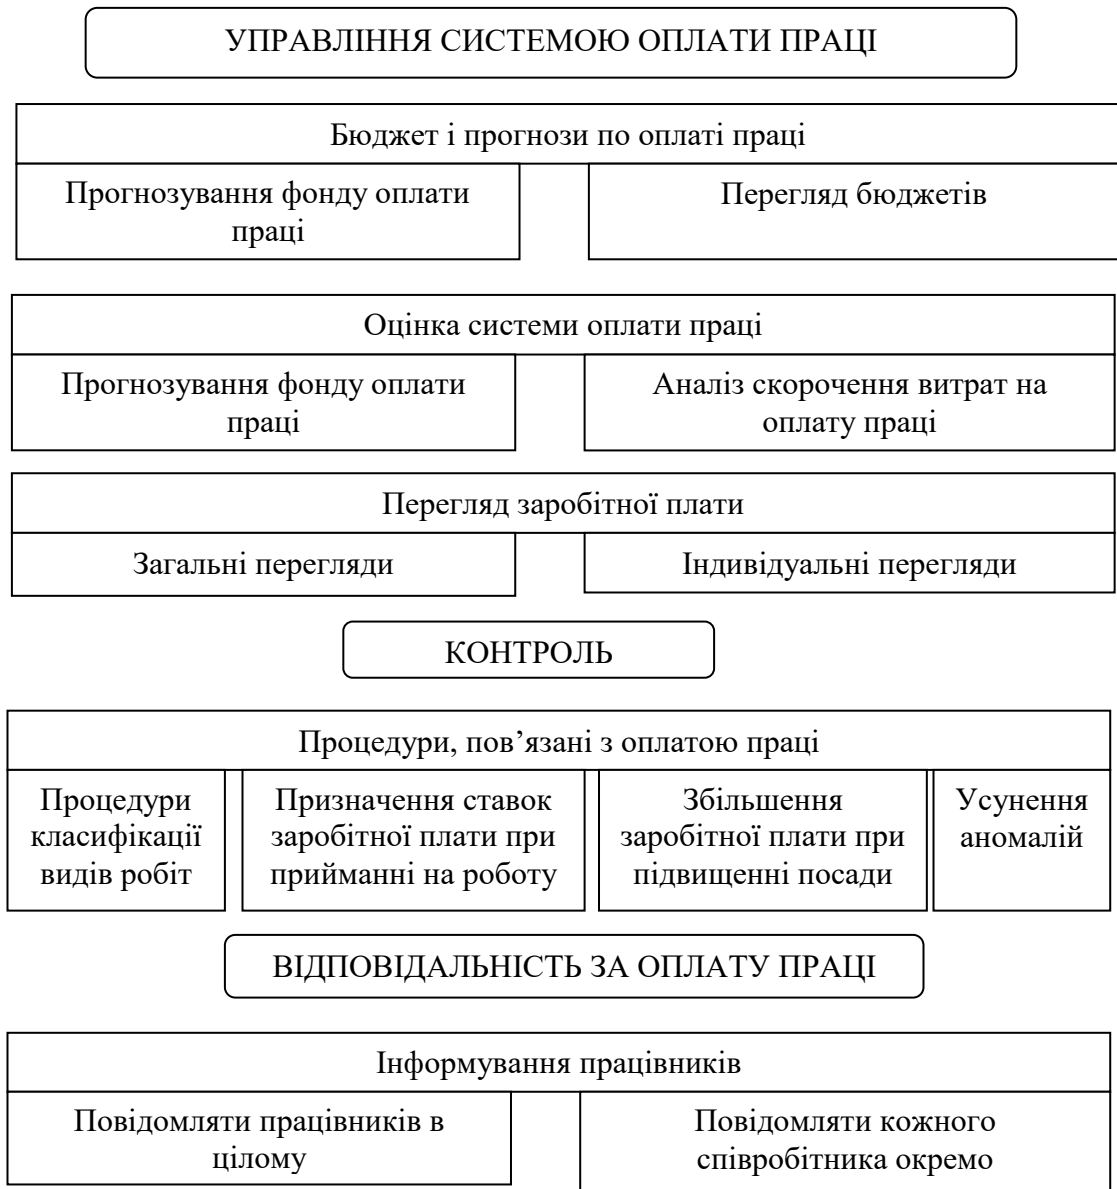 УПРАВЛІННЯ СИСТЕМОЮ ОПЛАТИ ПРАЦІ
Бюджет і прогнози по оплаті праці
Прогнозування фонду оплати
праці
Перегляд бюджетів
Оцінка системи оплати праці
Прогнозування фонду оплати
праці
Аналіз скорочення витрат на
оплату праці
Перегляд заробітної плати
Загальні перегляди
Індивідуальні перегляди
КОНТРОЛЬ
Процедури, пов’язані з оплатою праці
Процедури
класифікації
видів робіт
Призначення ставок
заробітної плати при
прийманні на роботу
Збільшення
заробітної плати при
підвищенні посади
Усунення
аномалій
ВІДПОВІДАЛЬНІСТЬ ЗА ОПЛАТУ ПРАЦІ
Інформування працівників
Повідомляти працівників в
цілому
Повідомляти кожного
співробітника окремо